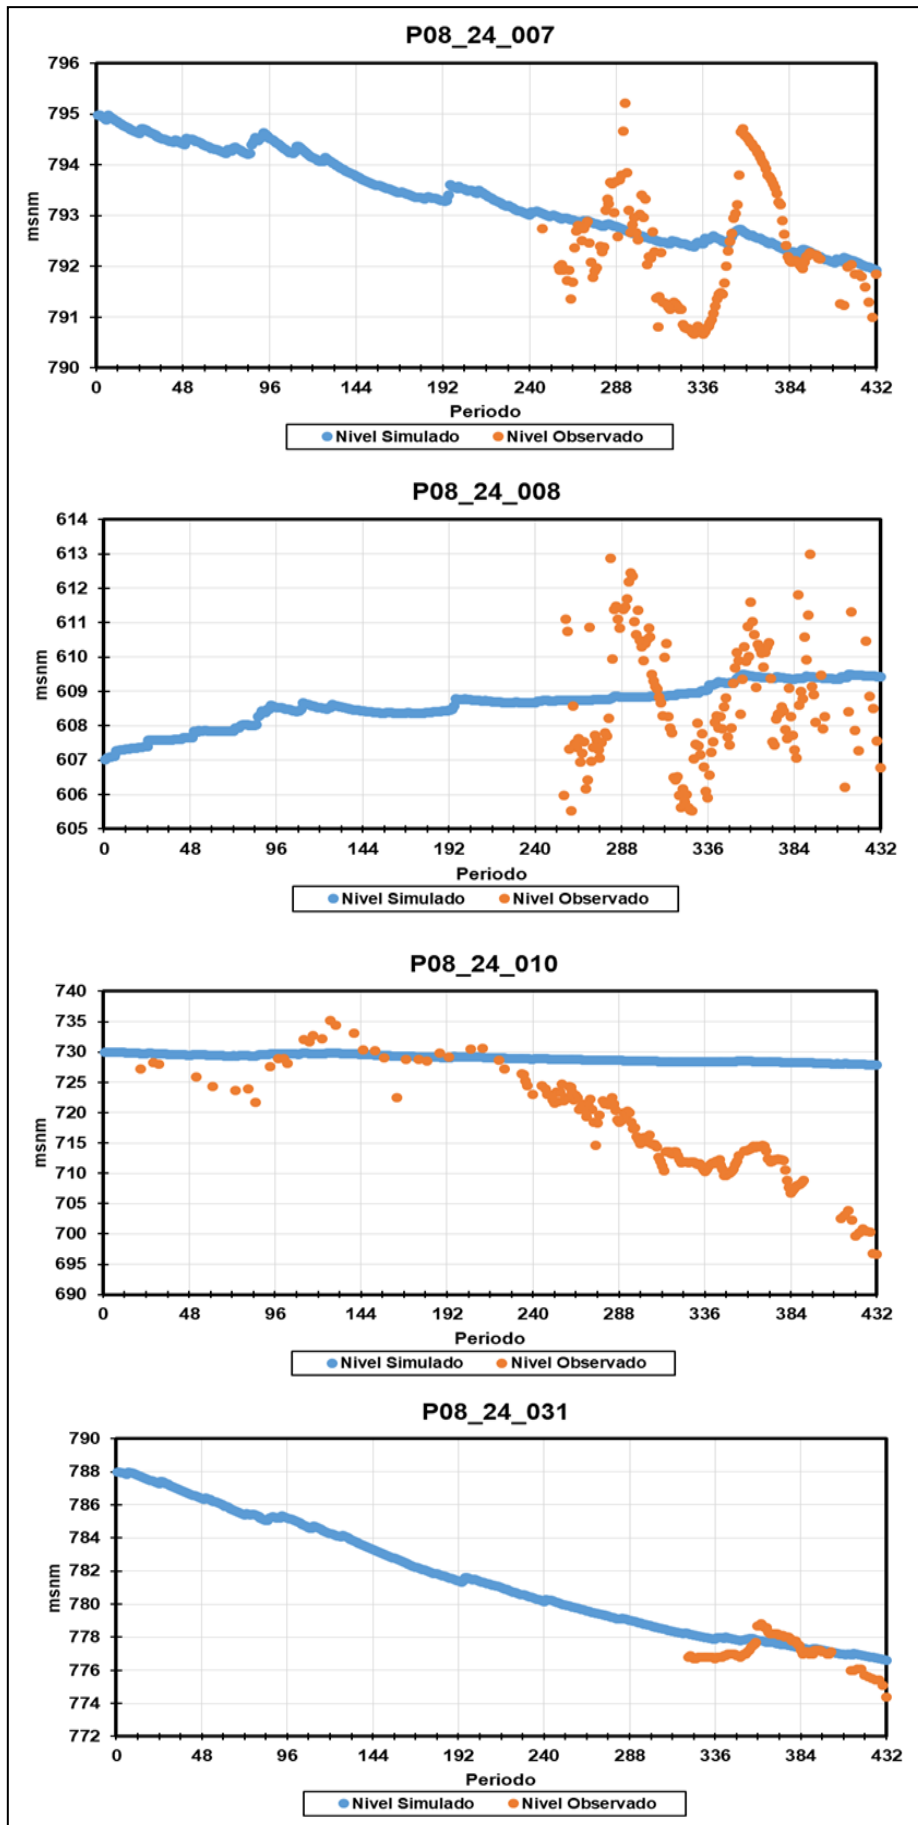 P08_24_007
796
795
794
793
792
791
790
msnm
0 48 96 144 192 240 288 336 384 432
Periodo
Nivel Simulado Nivel Observado
P08_24_008
614
613
612
611
610
609
608
607
606
605
msnm
0 48 96 144 192 240 288 336 384 432
Periodo
Nivel Simulado Nivel Observado
P08_24_010
740
735
730
725
720
715
710
705
700
695
690
msnm
0 48 96 144 192 240 288 336 384 432
Periodo
Nivel Simulado Nivel Observado
P08_24_031
790
788
786
784
782
780
778
776
774
772
msnm
0 48 96 144 192 240 288 336 384 432
Periodo
Nivel Simulado Nivel Observado